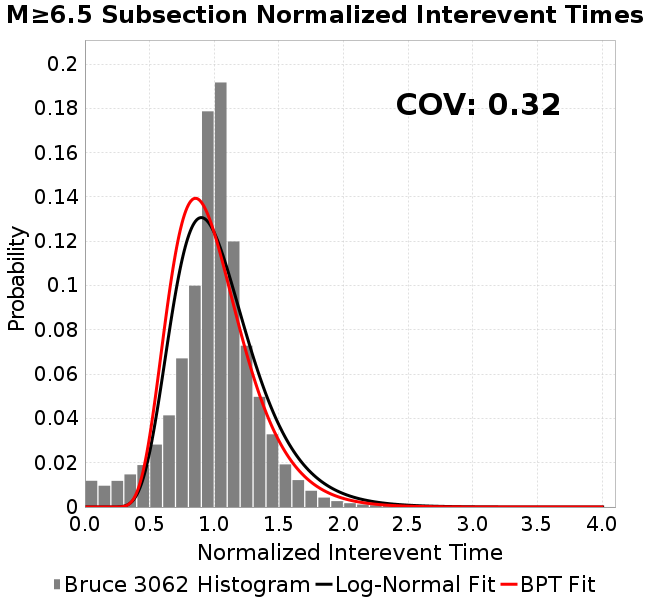 M≥6.5 Subsection Normalized Interevent Times
COV: 0.32
Probability
0.2
0.18
0.16
0.14
0.12
0.1
0.08
0.06
0.04
0.02
0
0.0 0.5 1.0 1.5 2.0 2.5 3.0 3.5 4.0
Normalized Interevent Time
Bruce 3062 Histogram Log-Normal Fit BPT Fit